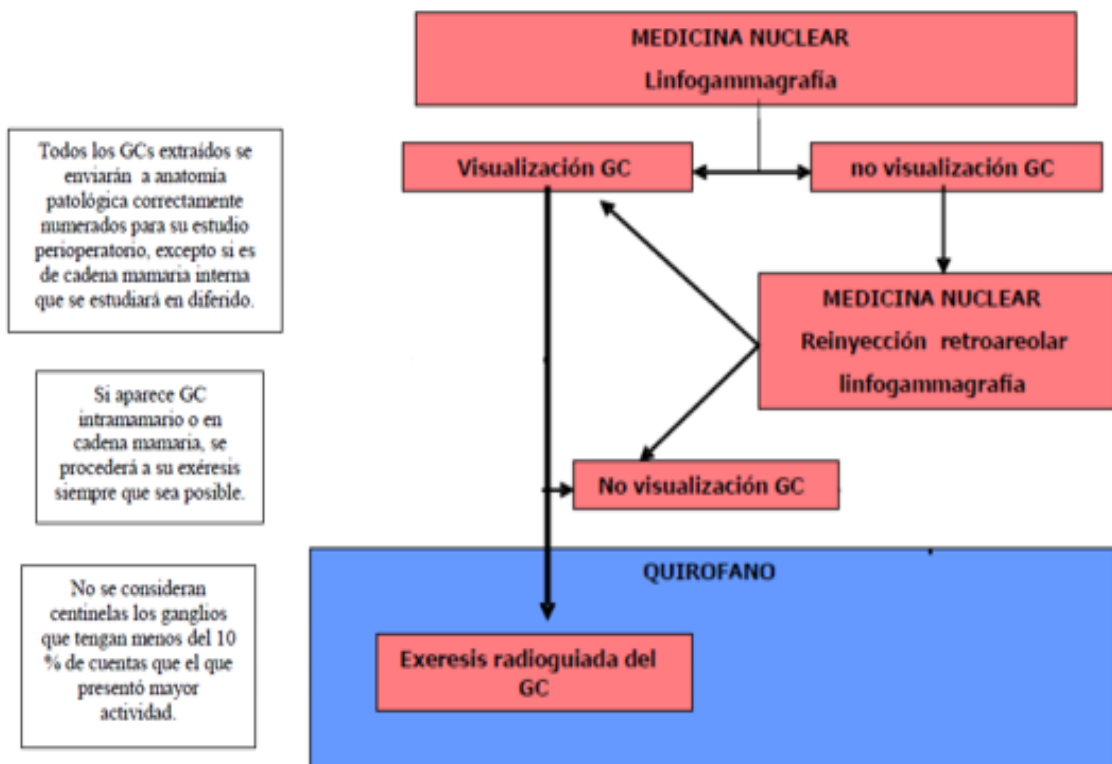 MEDICINA NUCLEAR
Linfogammagrafía
Visualización GC
no visualización GC
MEDICINA NUCLEAR
Reinyección retroareolar
linfogammagrafía
No visualización GC
QUIROFANO
Exeresis radioguiada del
GC
Todos los GCs extraídos se
enviarán a anatomía
patológica correctamente
numerados para su estudio
perioperatorio, excepto si es
de cadena mamaria interna
que se estudiará en diferido.
Si aparece GC
intramamario o en
cadena mamaria, se
procederá a su exéresis
siempre que sea posible.
No se consideran
centinelas los ganglios
que tengan menos del 10
% de cuentas que el que
presentó mayor
actividad.